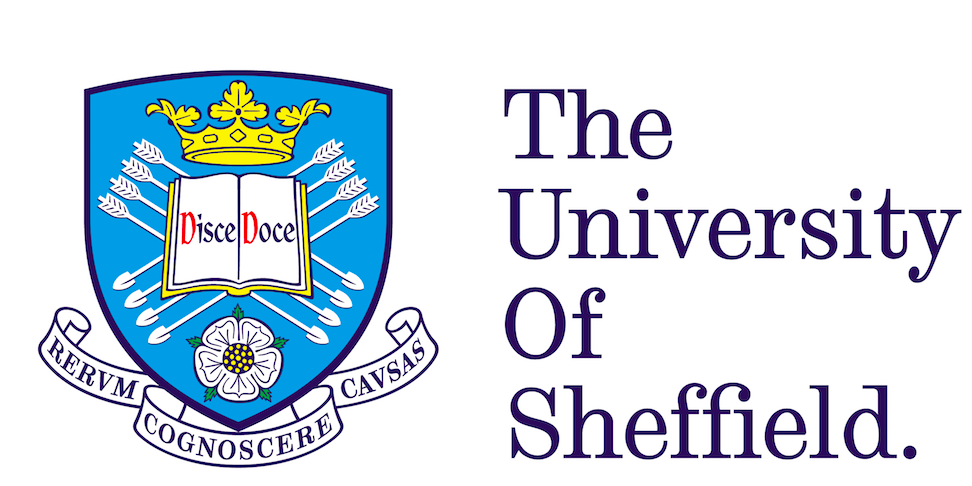 Disce Doce
RERVM COGNOSCERE CAVSAS
The
University
Of
Sheffield.